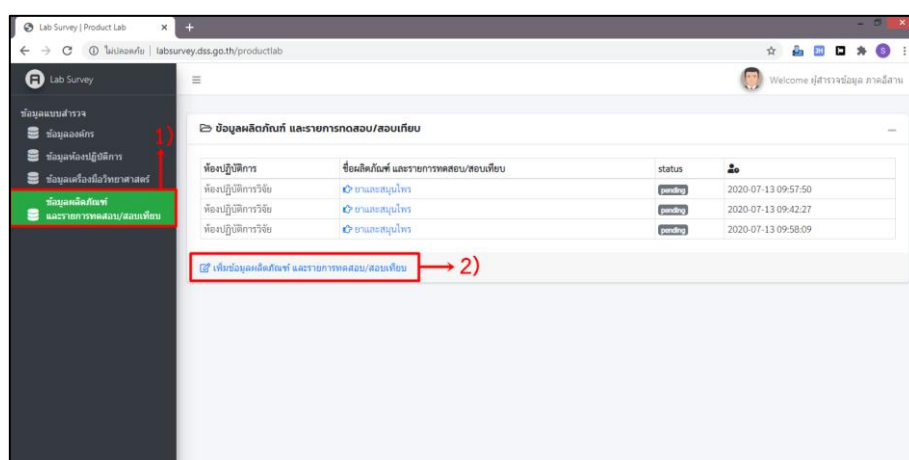 Lab Survey | Product Lab
ไม่ปลอดภัย | labsurvey.dss.go.th/productlab
S
Lab Survey
Welcome ผู้สำรวจข้อมูล ภาคอีสาน
ข้อมูลแบบสำรวจ
ข้อมูลองค์กร
1)
ข้อมูลห้องปฏิบัติการ
ข้อมูลเครื่องมือวิทยาศาสตร์
ข้อมูลผลิตภัณฑ์
และรายการทดสอบ/สอบเทียบ
ข้อมูลผลิตภัณฑ์ และรายการทดสอบ/สอบเทียบ
ห้องปฏิบัติการ ชื่อผลิตภัณฑ์ และรายการทดสอบ/สอบเทียบ status
ห้องปฏิบัติการวิจัย ยาและสมุนไพร pending 2020-07-13 09:57:50
ห้องปฏิบัติการวิจัย ยาและสมุนไพร pending 2020-07-13 09:42:27
ห้องปฏิบัติการวิจัย ยาและสมุนไพร pending 2020-07-13 09:58:09
เพิ่มข้อมูลผลิตภัณฑ์ และรายการทดสอบ/สอบเทียบ 2)